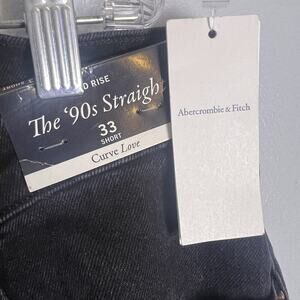 RISE
The '90s Straigh
33
SHORT
Curve Love
Abercrombie & Fitch